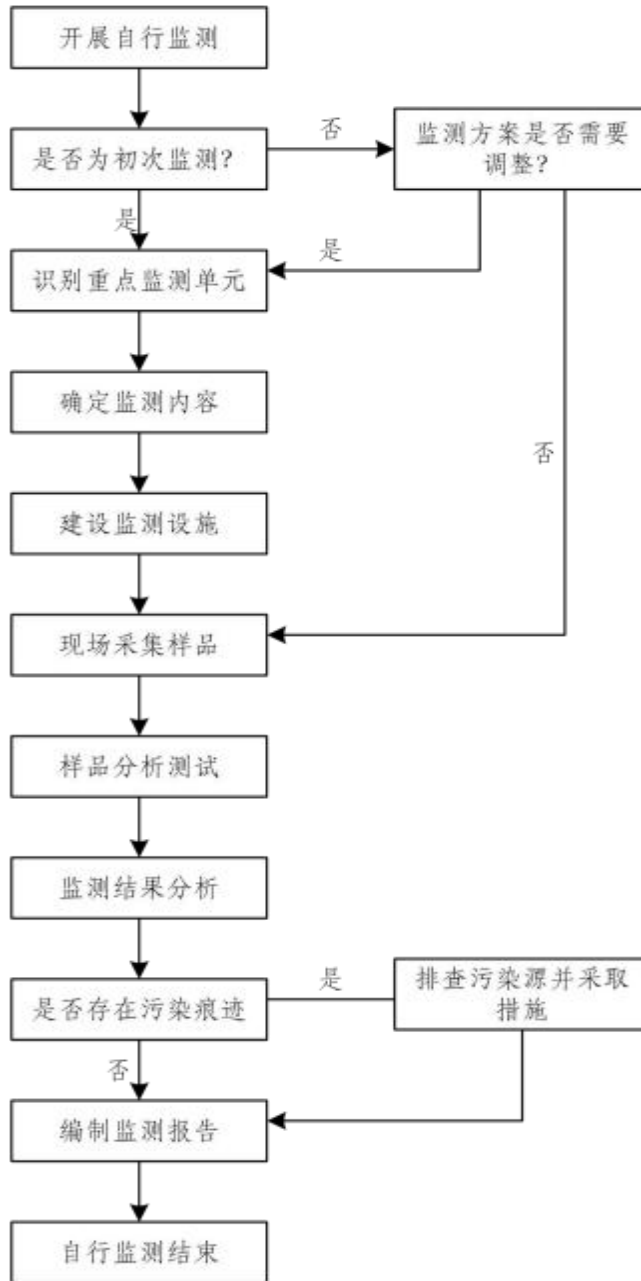 开展自行监测
是否为初次监测?
否
监测方案是否需要
调整?
是
是
识别重点监测单元
确定监测内容
否
建设监测设施
现场采集样品
样品分析测试
监测结果分析
是否存在污染痕迹
是
排查污染源并采取
措施
否
编制监测报告
自行监测结束